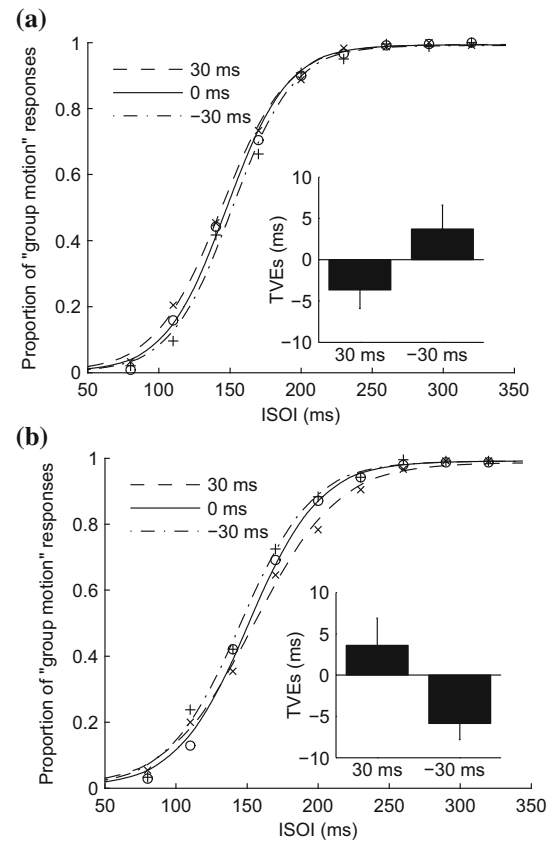 (a)
Proportion of "group motion" responses
1
0.8
0.6
0.4
0.2
0
30 ms
0 ms
−30 ms
TVEs (ms)
10
5
0
−5
−10
30 ms −30 ms
50 100 150 200 250 300 350
ISOI (ms)
(b)
Proportion of "group motion" responses
1
0.8
0.6
0.4
0.2
0
30 ms
0 ms
−30 ms
TVEs (ms)
10
5
0
−5
−10
30 ms −30 ms
50 100 150 200 250 300 350
ISOI (ms)